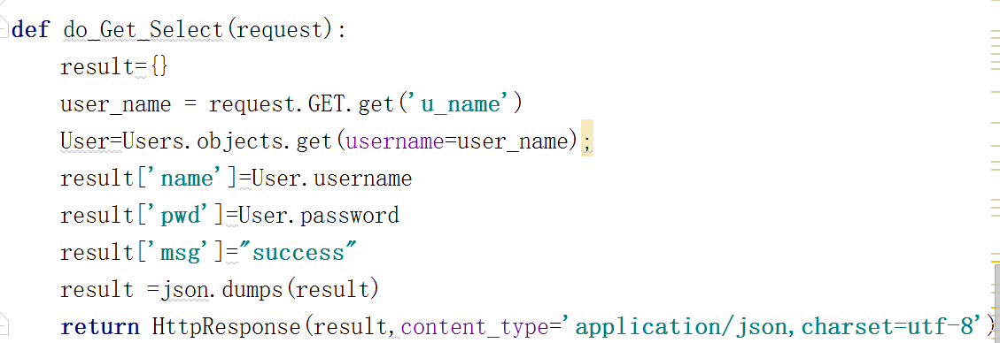 def do_Get_Select(request):
    result={}
    user_name = request.GET.get('u_name')
    User=Users.objects.get(username=user_name);
    result['name']=User.username
    result['pwd']=User.password
    result['msg']="success"
    result =json.dumps(result)
    return HttpResponse(result,content_type='application/json,charset=utf-8')